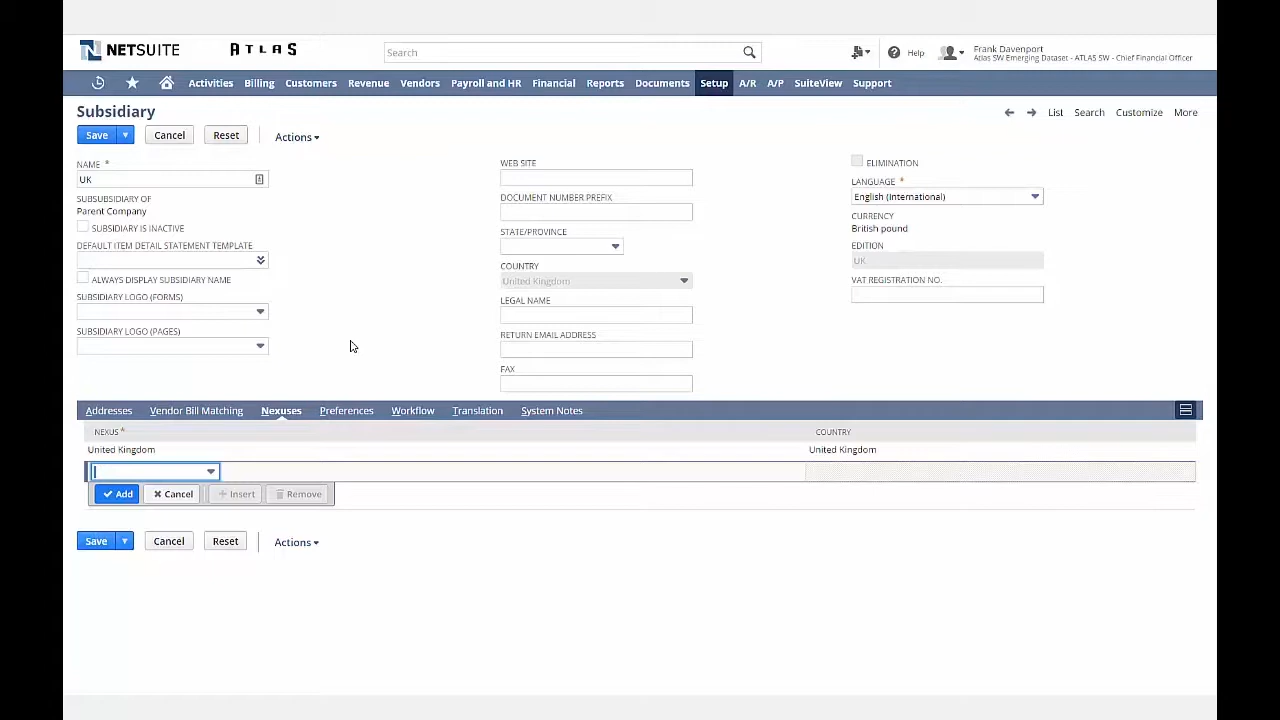 NETSUITE
ATLAS
Search
Help
Frank Davenport
Atlas SW Emerging Dataset - ATLAS SW - Chief Financial Officer
Activities Billing Customers Revenue Vendors Payroll and HR Financial Reports Documents Setup A/R A/P SuiteView Support
Subsidiary
List Search Customize More
Save Cancel Reset Actions
NAME *
UK
SUBSUBSIDIARY OF
Parent Company
SUBSIDIARY IS INACTIVE
DEFAULT ITEM DETAIL STATEMENT TEMPLATE
ALWAYS DISPLAY SUBSIDIARY NAME
SUBSIDIARY LOGO (FORMS)
SUBSIDIARY LOGO (PAGES)
WEB SITE
DOCUMENT NUMBER PREFIX
STATE/PROVINCE
COUNTRY
United Kingdom
LEGAL NAME
RETURN EMAIL ADDRESS
FAX
ELIMINATION
LANGUAGE *
English (International)
CURRENCY
British pound
EDITION
UK
VAT REGISTRATION NO.
Addresses Vendor Bill Matching Nexuses Preferences Workflow Translation System Notes
NEXUS * COUNTRY
United Kingdom United Kingdom
Add Cancel + Insert Remove
Save Cancel Reset Actions